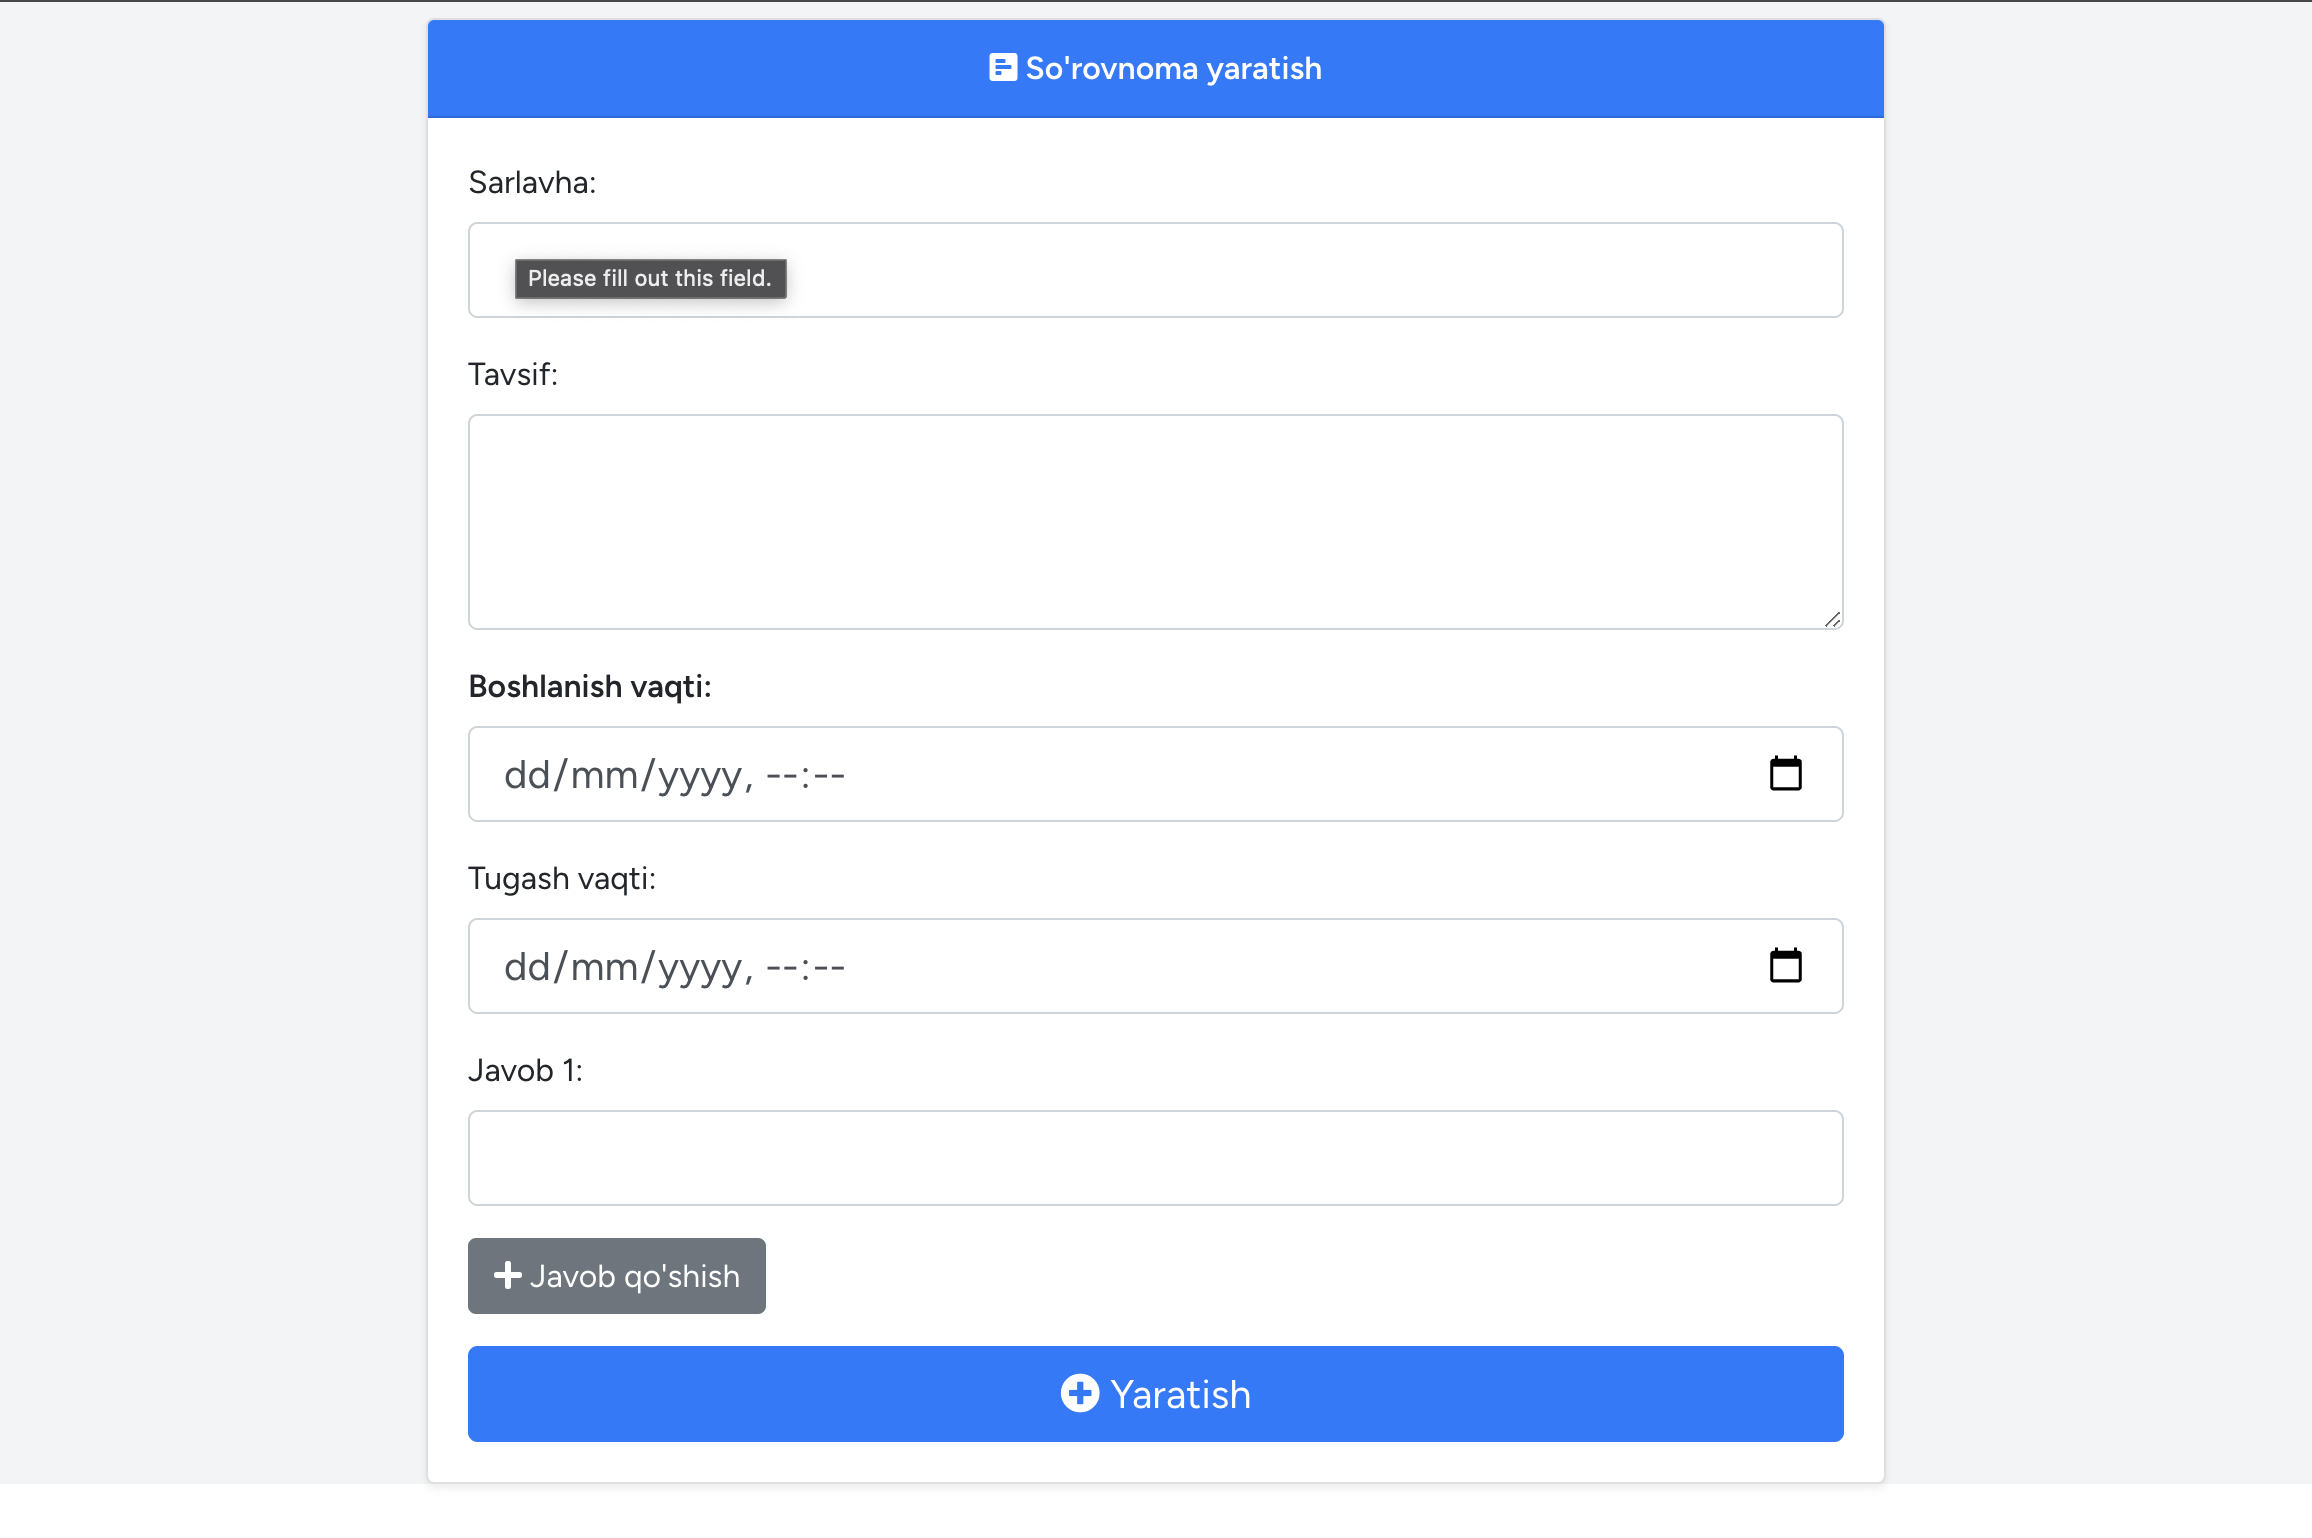 So'rovnoma yaratish
Sarlavha:
Please fill out this field.
Tavsif:
Boshlanish vaqti:
dd/mm/yyyy, --:--
Tugash vaqti:
dd/mm/yyyy, --:--
Javob 1:
Javob qo'shish
Yaratish